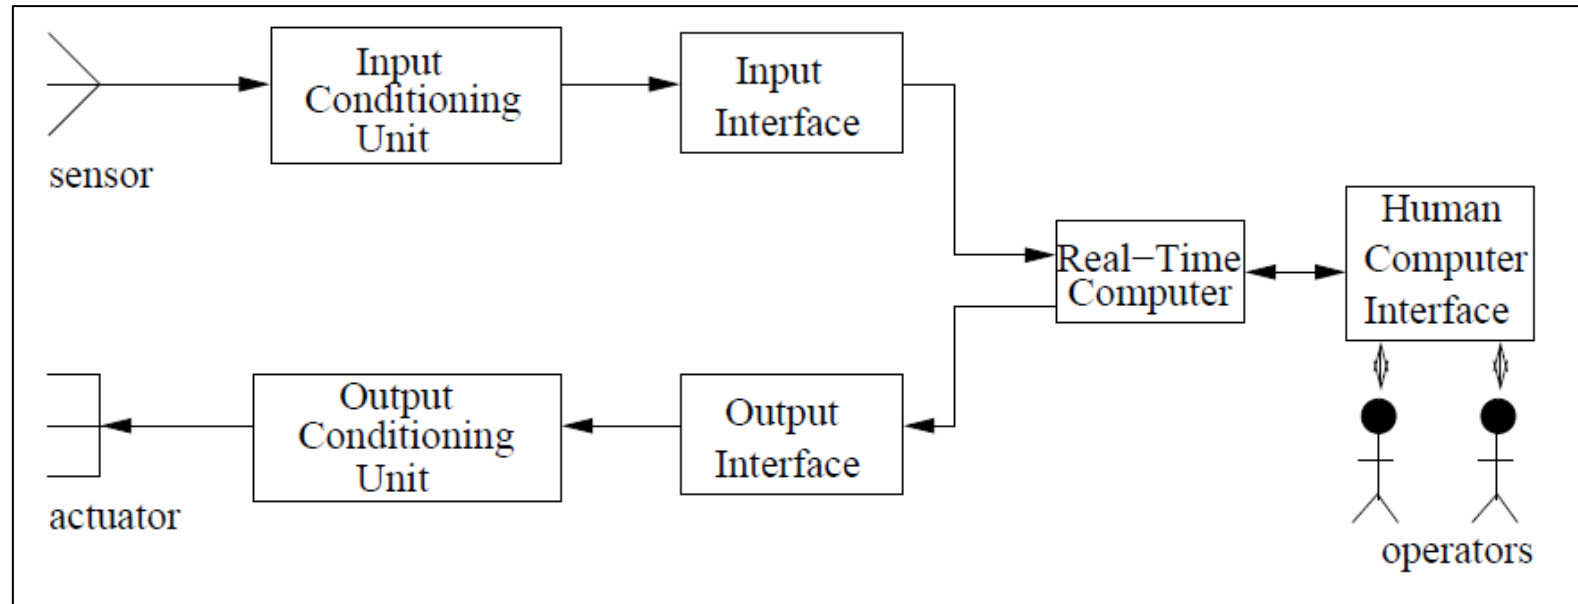 Input
Conditioning
Unit
Input
Interface
sensor
Real−Time
Computer
Human
Computer
Interface
Output
Conditioning
Unit
Output
Interface
actuator
operators